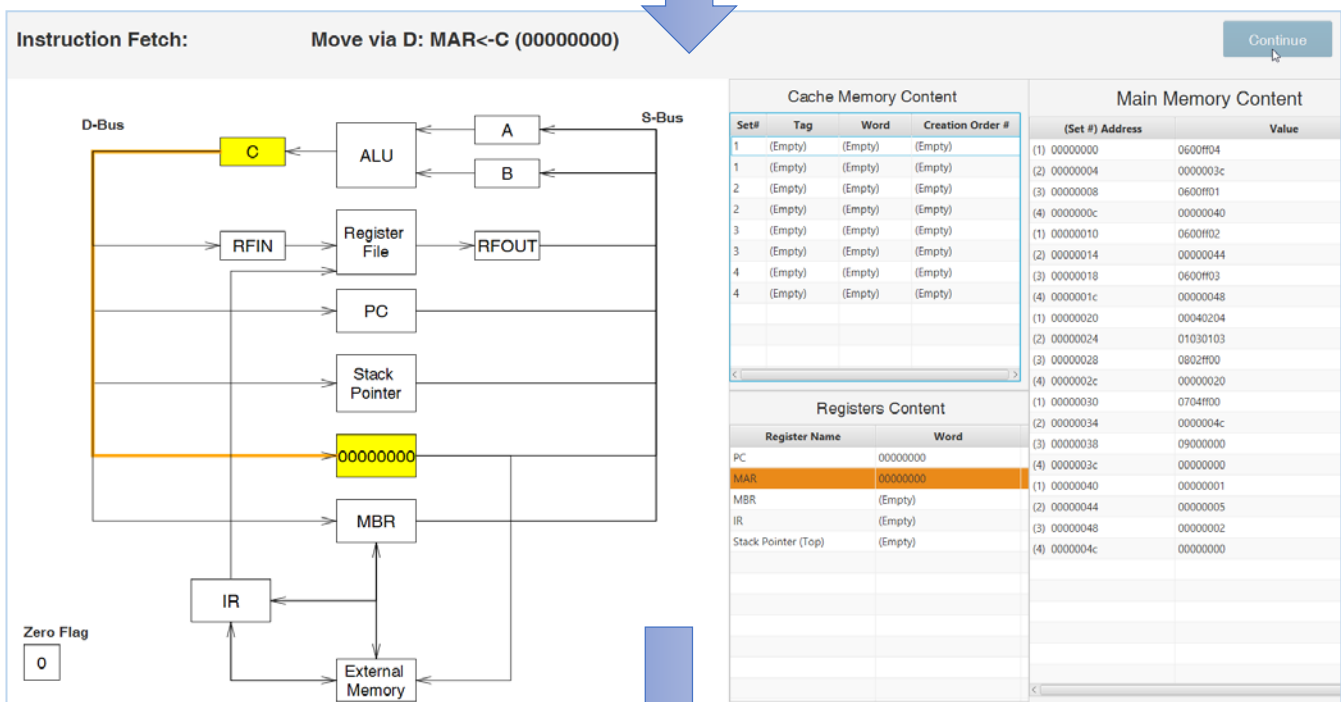 Instruction Fetch: Move via D: MAR<-C (00000000)
Continue
D-Bus
S-Bus
C
ALU
A
B
RFIN
Register
File
RFOUT
PC
Stack
Pointer
00000000
MBR
IR
Zero Flag
0
External
Memory
Cache Memory Content
Set# Tag Word Creation Order #
1 (Empty) (Empty) (Empty)
1 (Empty) (Empty) (Empty)
2 (Empty) (Empty) (Empty)
2 (Empty) (Empty) (Empty)
3 (Empty) (Empty) (Empty)
3 (Empty) (Empty) (Empty)
4 (Empty) (Empty) (Empty)
4 (Empty) (Empty) (Empty)
Registers Content
Register Name Word
PC 00000000
MAR 00000000
MBR (Empty)
IR (Empty)
Stack Pointer (Top) (Empty)
Main Memory Content
(Set #) Address Value
(1) 00000000 0600ff04
(2) 00000004 0000003c
(3) 00000008 0600ff01
(4) 0000000c 00000040
(1) 00000010 0600ff02
(2) 00000014 00000044
(3) 00000018 0600ff03
(4) 0000001c 00000048
(1) 00000020 00040204
(2) 00000024 01030103
(3) 00000028 0802ff00
(4) 0000002c 00000020
(1) 00000030 0704ff00
(2) 00000034 0000004c
(3) 00000038 09000000
(4) 0000003c 00000000
(1) 00000040 00000001
(2) 00000044 00000005
(3) 00000048 00000002
(4) 0000004c 00000000